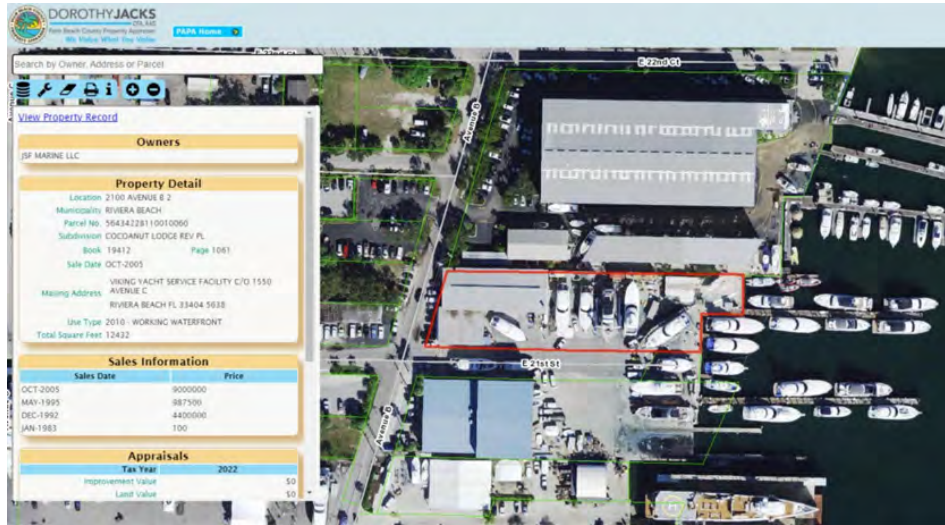 DOROTHY JACKS
CFA, AAS
Palm Beach County Property Appraiser
We Value What You Value
PAPA Home
Search by Owner, Address or Parcel
View Property Record
Owners
JSF MARINE LLC
Property Detail
Location 2100 AVENUE B 2
Municipality RIVIERA BEACH
Parcel No. 56434228110010060
Subdivision COCOANUT LODGE REV PL
Book 19412 Page 1061
Sale Date OCT-2005
Mailing Address VIKING YACHT SERVICE FACILITY C/O 1550
AVENUE C
RIVIERA BEACH FL 33404 5638
Use Type 2010 - WORKING WATERFRONT
Total Square Feet 12432
Sales Information
Sales Date Price
OCT-2005 9000000
MAY-1995 987500
DEC-1992 4400000
JAN-1983 100
Appraisals
Tax Year 2022
Improvement Value $0
Land Value $0
E 22nd Ct
Avenue B
E 21st St
Avenue B
H